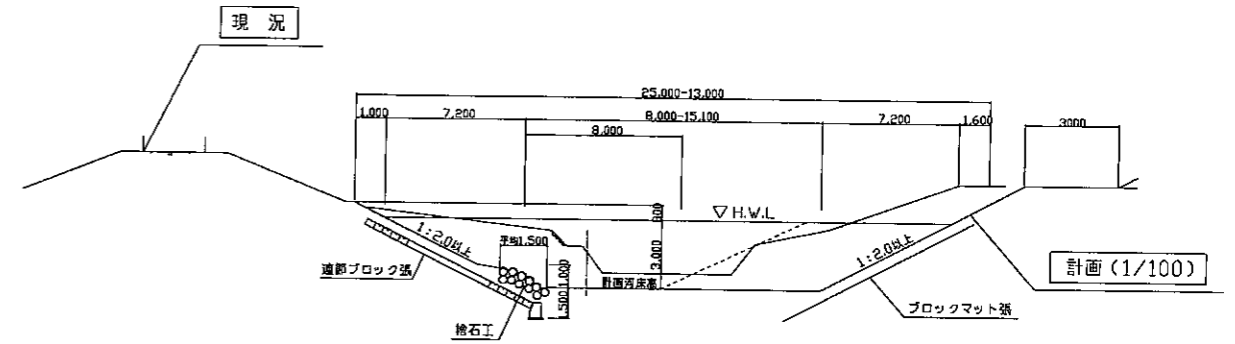 現 況
25,000-13,000
1,000
7,200
8,000-15,100
7,200
1,600
3000
8,000
▽H.W.L
800
3,000
1:2.0以上
平均1,500
1:2.0以上
連節ブロック張
計画河床高
1,000
1,500
計画(1/100)
ブロックマット張
捨石工